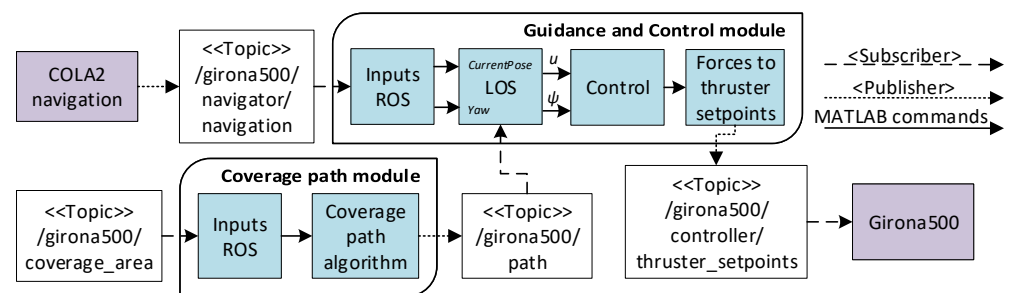 Guidance and Control module
COLA2
navigation
<<Topic>>
/girona500/
navigator/
navigation
Inputs
ROS
CurrentPose
LOS
Yaw
u
ψ
Control
Forces to
thruster
setpoints
<Subscriber>
<Publisher>
MATLAB commands
Coverage path module
<<Topic>>
/girona500/
coverage_area
Inputs
ROS
Coverage
path
algorithm
<<Topic>>
/girona500/
path
<<Topic>>
/girona500/
controller/
thruster_setpoints
Girona500